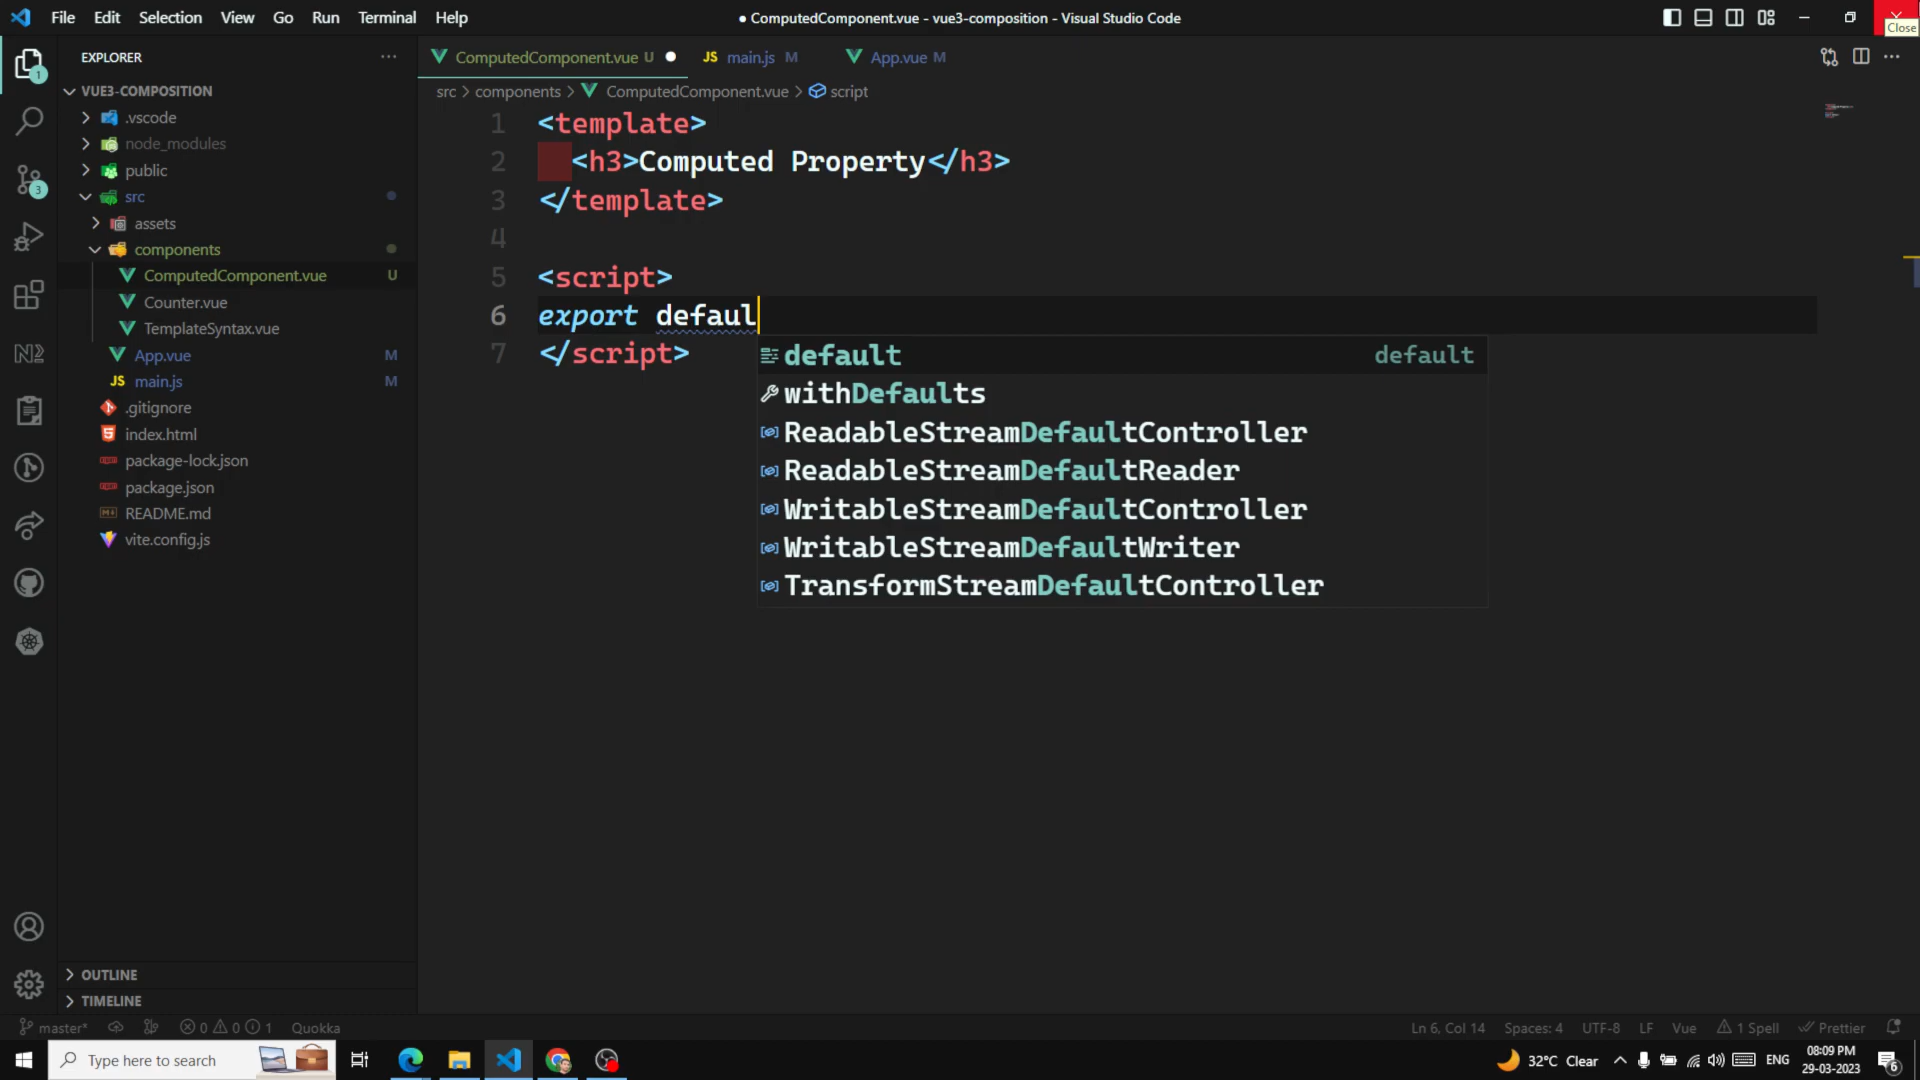 File Edit Selection View Go Run Terminal Help
● ComputedComponent.vue - vue3-composition - Visual Studio Code
Close
EXPLORER
VUE3-COMPOSITION
.vscode
node_modules
public
src
assets
components
ComputedComponent.vue U
Counter.vue
TemplateSyntax.vue
App.vue M
JS main.js M
.gitignore
index.html
package-lock.json
package.json
README.md
vite.config.js
OUTLINE
TIMELINE
1
3
ComputedComponent.vue U ●
JS main.js M
App.vue M
src > components > ComputedComponent.vue > script
1 <template>
2 <h3>Computed Property</h3>
3 </template>
4
5 <script>
6 export defaul
7 </script>
default default
withDefaults
ReadableStreamDefaultController
ReadableStreamDefaultReader
WritableStreamDefaultController
WritableStreamDefaultWriter
TransformStreamDefaultController
master* 0 0 1 Quokka
Ln 6, Col 14 Spaces: 4 UTF-8 LF Vue 1 Spell Prettier
Type here to search
32°C Clear
ENG
08:09 PM
29-03-2023
6